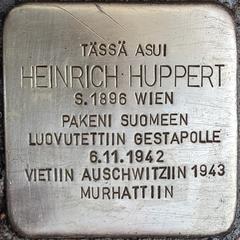 TÄSSÄ ASUI
HEINRICH HUPPERT
S. 1896 WIEN
PAKENI SUOMEEN
LUOVUTETTIIN GESTAPOLLE
6.11.1942
VIETIIN AUSCHWITZIIN 1943
MURHATTIIN